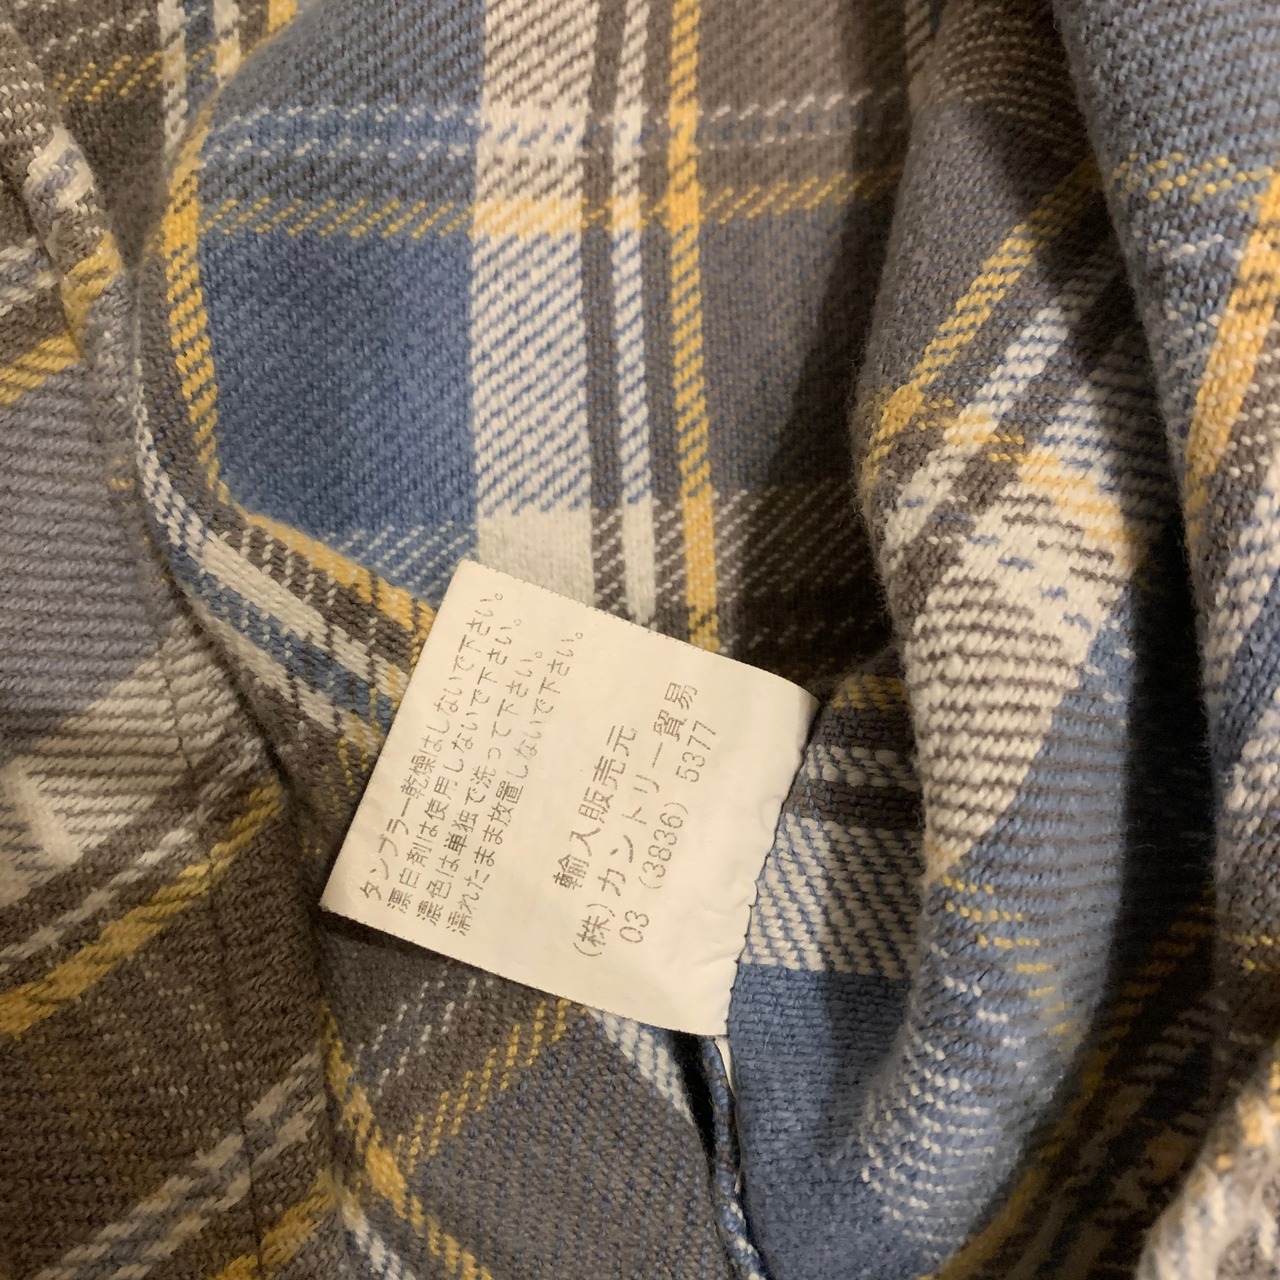 タンブラー乾燥はしないで下さい。
漂白剤は使用しないで下さい。
濃色は単独で洗って下さい。
濡れたまま放置しないで下さい。
輸入販売元
(株)カントリー貿易
03 (3836) 5377